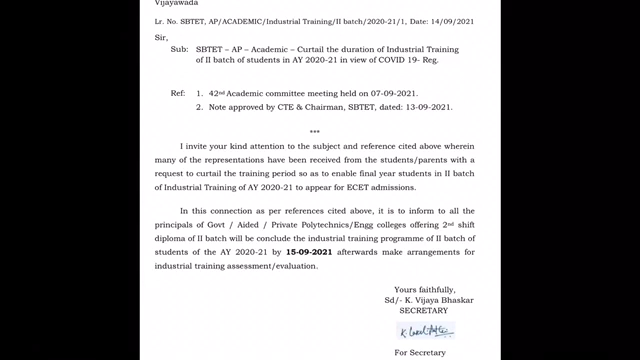 Vijayawada
Lr. No. SBTET, AP/ACADEMIC/Industrial Training/II batch/2020-21/1, Date: 14/09/2021
Sir,
Sub: SBTET – AP – Academic – Curtail the duration of Industrial Training
of II batch of students in AY 2020-21 in view of COVID 19- Reg.
Ref: 1. 42nd Academic committee meeting held on 07-09-2021.
2. Note approved by CTE & Chairman, SBTET, dated: 13-09-2021.
***
I invite your kind attention to the subject and reference cited above wherein
many of the representations have been received from the students/parents with a
request to curtail the training period so as to enable final year students in II batch
of Industrial Training of AY 2020-21 to appear for ECET admissions.
In this connection as per references cited above, it is to inform to all the
principals of Govt / Aided / Private Polytechnics/Engg colleges offering 2nd shift
diploma of II batch will be conclude the industrial training programme of II batch of
students of the AY 2020-21 by 15-09-2021 afterwards make arrangements for
industrial training assessment/evaluation.
Yours faithfully,
Sd/- K. Vijaya Bhaskar
SECRETARY
For Secretary